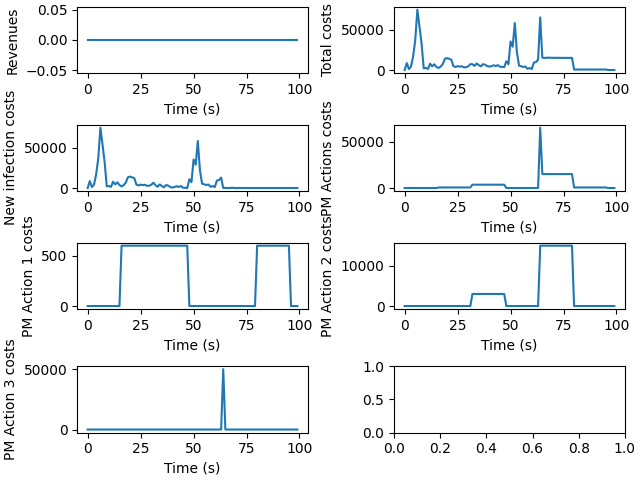 Revenues
0.05
0.00
−0.05
0 25 50 75 100
Time (s)
Total costs
50000
0
0 25 50 75 100
Time (s)
New infection costs
50000
0
0 25 50 75 100
Time (s)
PM Actions costs
50000
0
0 25 50 75 100
Time (s)
PM Action 1 costs
500
0
0 25 50 75 100
Time (s)
PM Action 2 costs
10000
0
0 25 50 75 100
Time (s)
PM Action 3 costs
50000
0
0 25 50 75 100
Time (s)
1.0
0.5
0.0
0.0 0.2 0.4 0.6 0.8 1.0